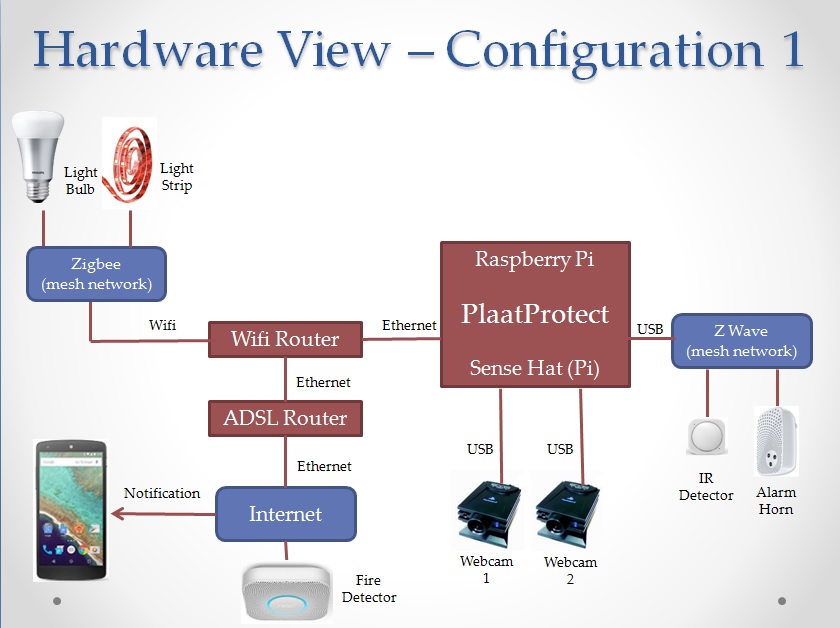 Hardware View – Configuration 1
Light
Bulb
Light
Strip
Zigbee
(mesh network)
Wifi
Wifi Router
Ethernet
Raspberry Pi
PlaatProtect
Sense Hat (Pi)
USB
Z Wave
(mesh network)
Ethernet
ADSL Router
Ethernet
USB
USB
IR
Detector
Alarm
Horn
Notification
Internet
Webcam
1
Webcam
2
Fire
Detector